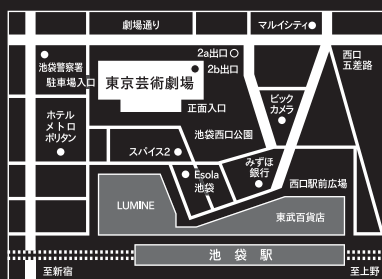 劇場通り
マルイシティ
2a出口
西口
五差路
池袋警察署
2b出口
駐車場入口
東京芸術劇場
ビック
カメラ
正面入口
ホテル
メトロ
ポリタン
池袋西口公園
スパイス2
みずほ
銀行
Esola
池袋
西口駅前広場
LUMINE
東武百貨店
池袋駅
至新宿
至上野